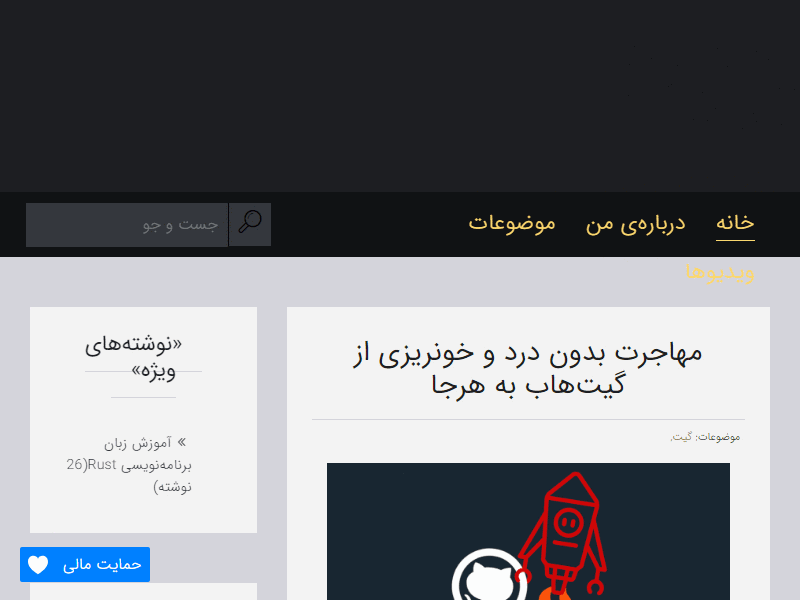 خانه
درباره‌ی من
موضوعات
جست و جو
ویدیوها
مهاجرت بدون درد و خونریزی از
گیت‌هاب به هرجا
موضوعات: گیت,
«نوشته‌های
ویژه»
» آموزش زبان
برنامه‌نویسی Rust(26
نوشته)
حمایت مالی